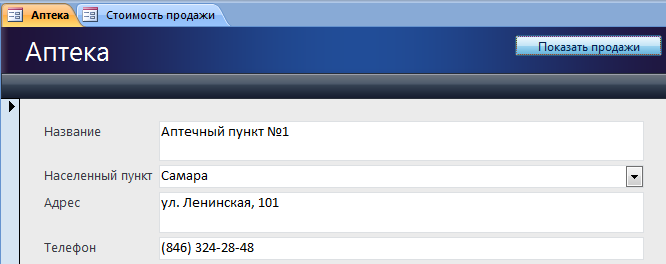 Аптека Стоимость продажи
Аптека Показать продажи
Название Аптечный пункт №1
Населенный пункт Самара
Адрес ул. Ленинская, 101
Телефон (846) 324-28-48